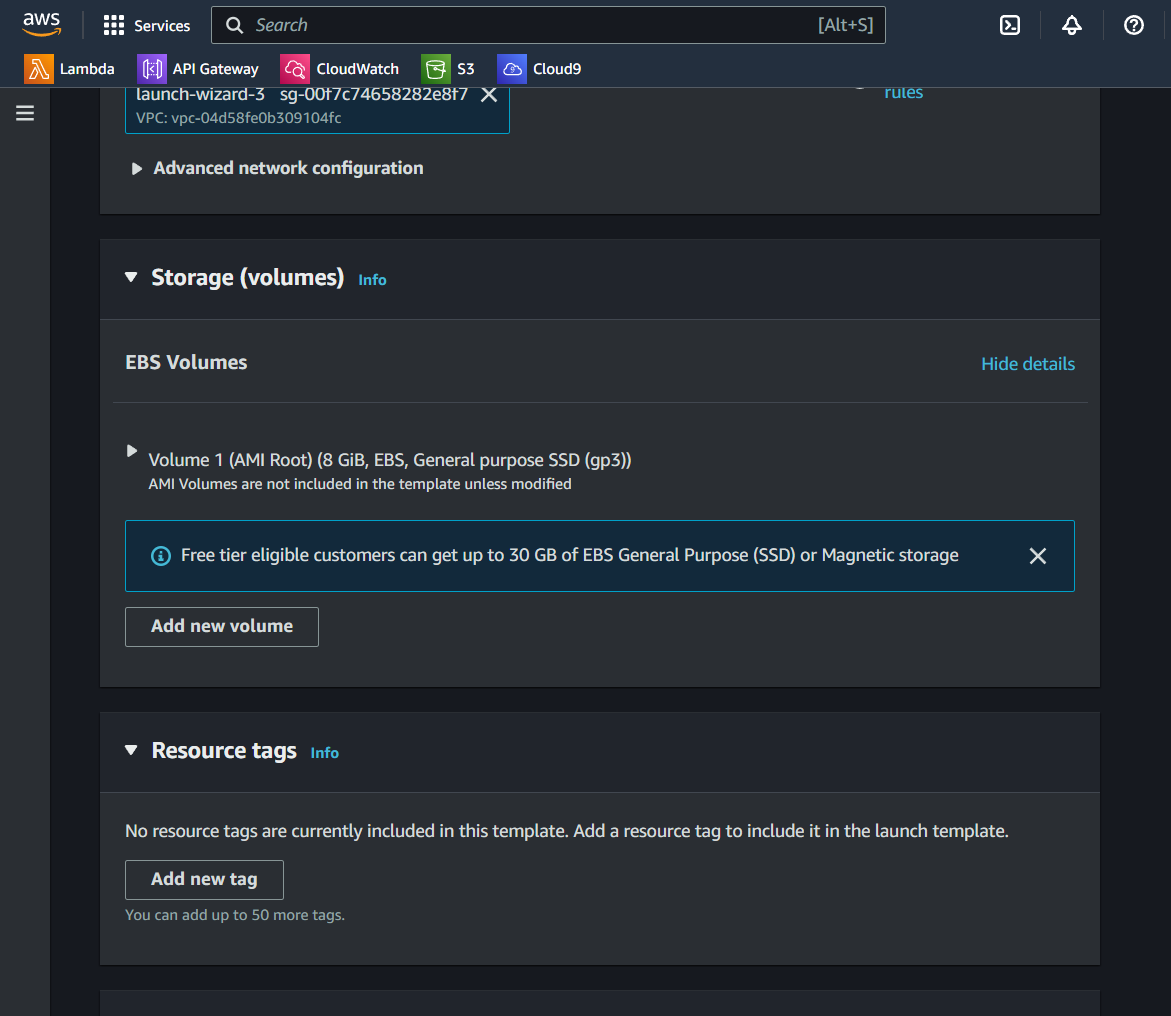 aws
Services
Search
[Alt+S]
Lambda
API Gateway
CloudWatch
S3
Cloud9
launch-wizard-3 sg-00f7c74658282e8f7
VPC: vpc-04d58fe0b309104fc
rules
Advanced network configuration
Storage (volumes) Info
EBS Volumes
Hide details
Volume 1 (AMI Root) (8 GiB, EBS, General purpose SSD (gp3))
AMI Volumes are not included in the template unless modified
Free tier eligible customers can get up to 30 GB of EBS General Purpose (SSD) or Magnetic storage
Add new volume
Resource tags Info
No resource tags are currently included in this template. Add a resource tag to include it in the launch template.
Add new tag
You can add up to 50 more tags.